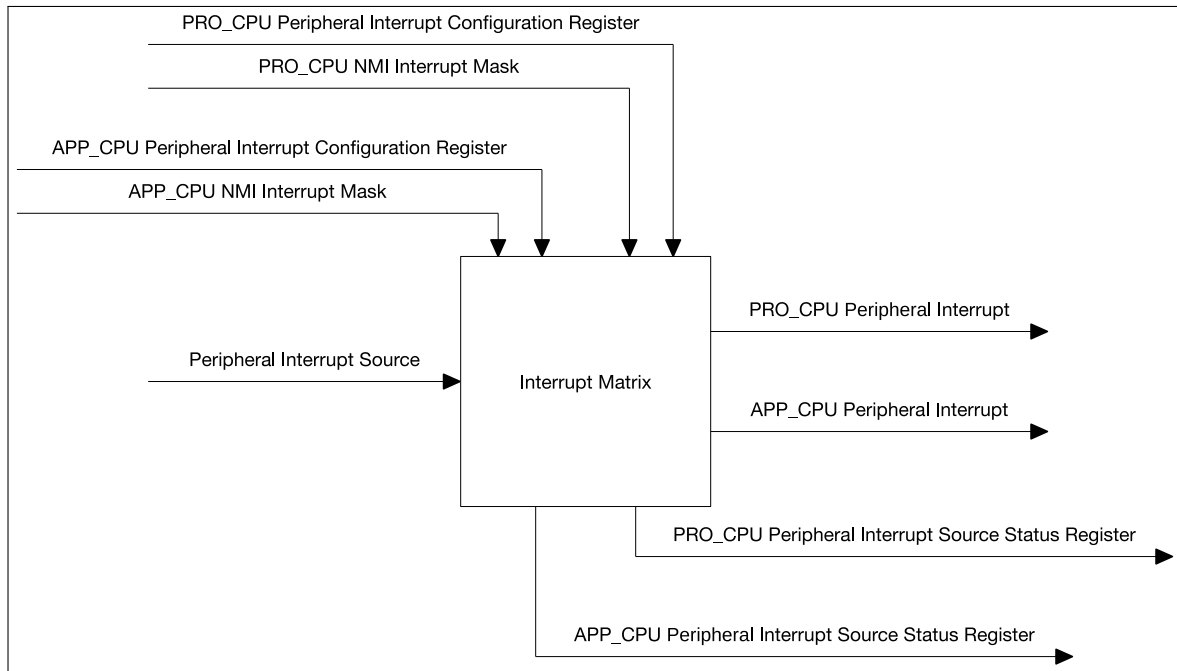 PRO_CPU Peripheral Interrupt Configuration Register
PRO_CPU NMI Interrupt Mask
APP_CPU Peripheral Interrupt Configuration Register
APP_CPU NMI Interrupt Mask
PRO_CPU Peripheral Interrupt
Peripheral Interrupt Source
Interrupt Matrix
APP_CPU Peripheral Interrupt
PRO_CPU Peripheral Interrupt Source Status Register
APP_CPU Peripheral Interrupt Source Status Register